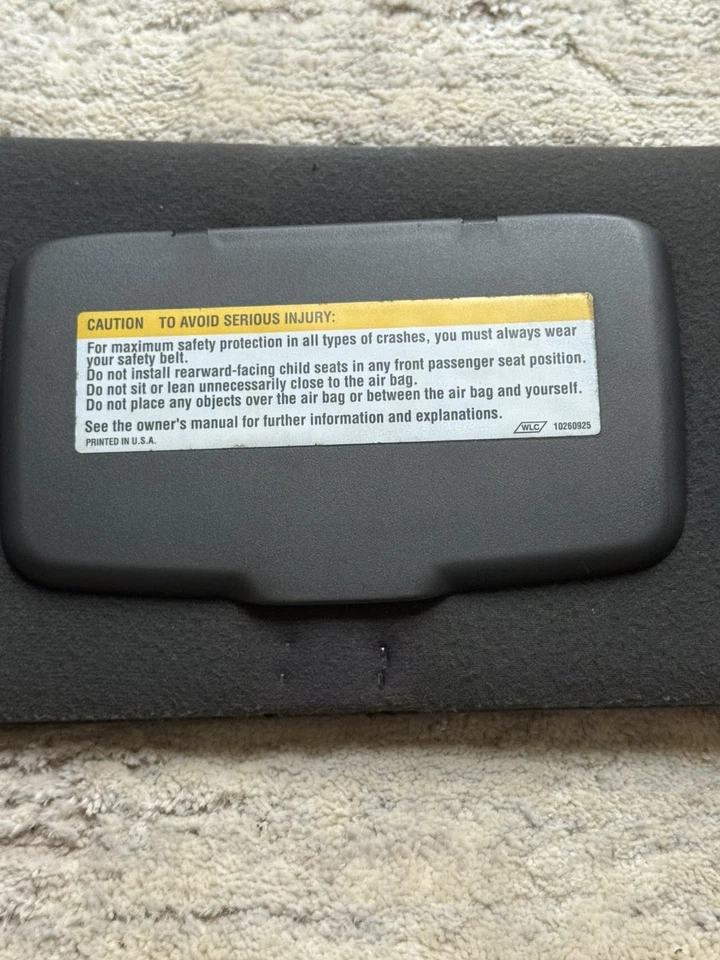 CAUTION TO AVOID SERIOUS INJURY:
For maximum safety protection in all types of crashes, you must always wear
your safety belt.
Do not install rearward-facing child seats in any front passenger seat position.
Do not sit or lean unnecessarily close to the air bag.
Do not place any objects over the air bag or between the air bag and yourself.
See the owner's manual for further information and explanations.
PRINTED IN U.S.A. WLC 10260925